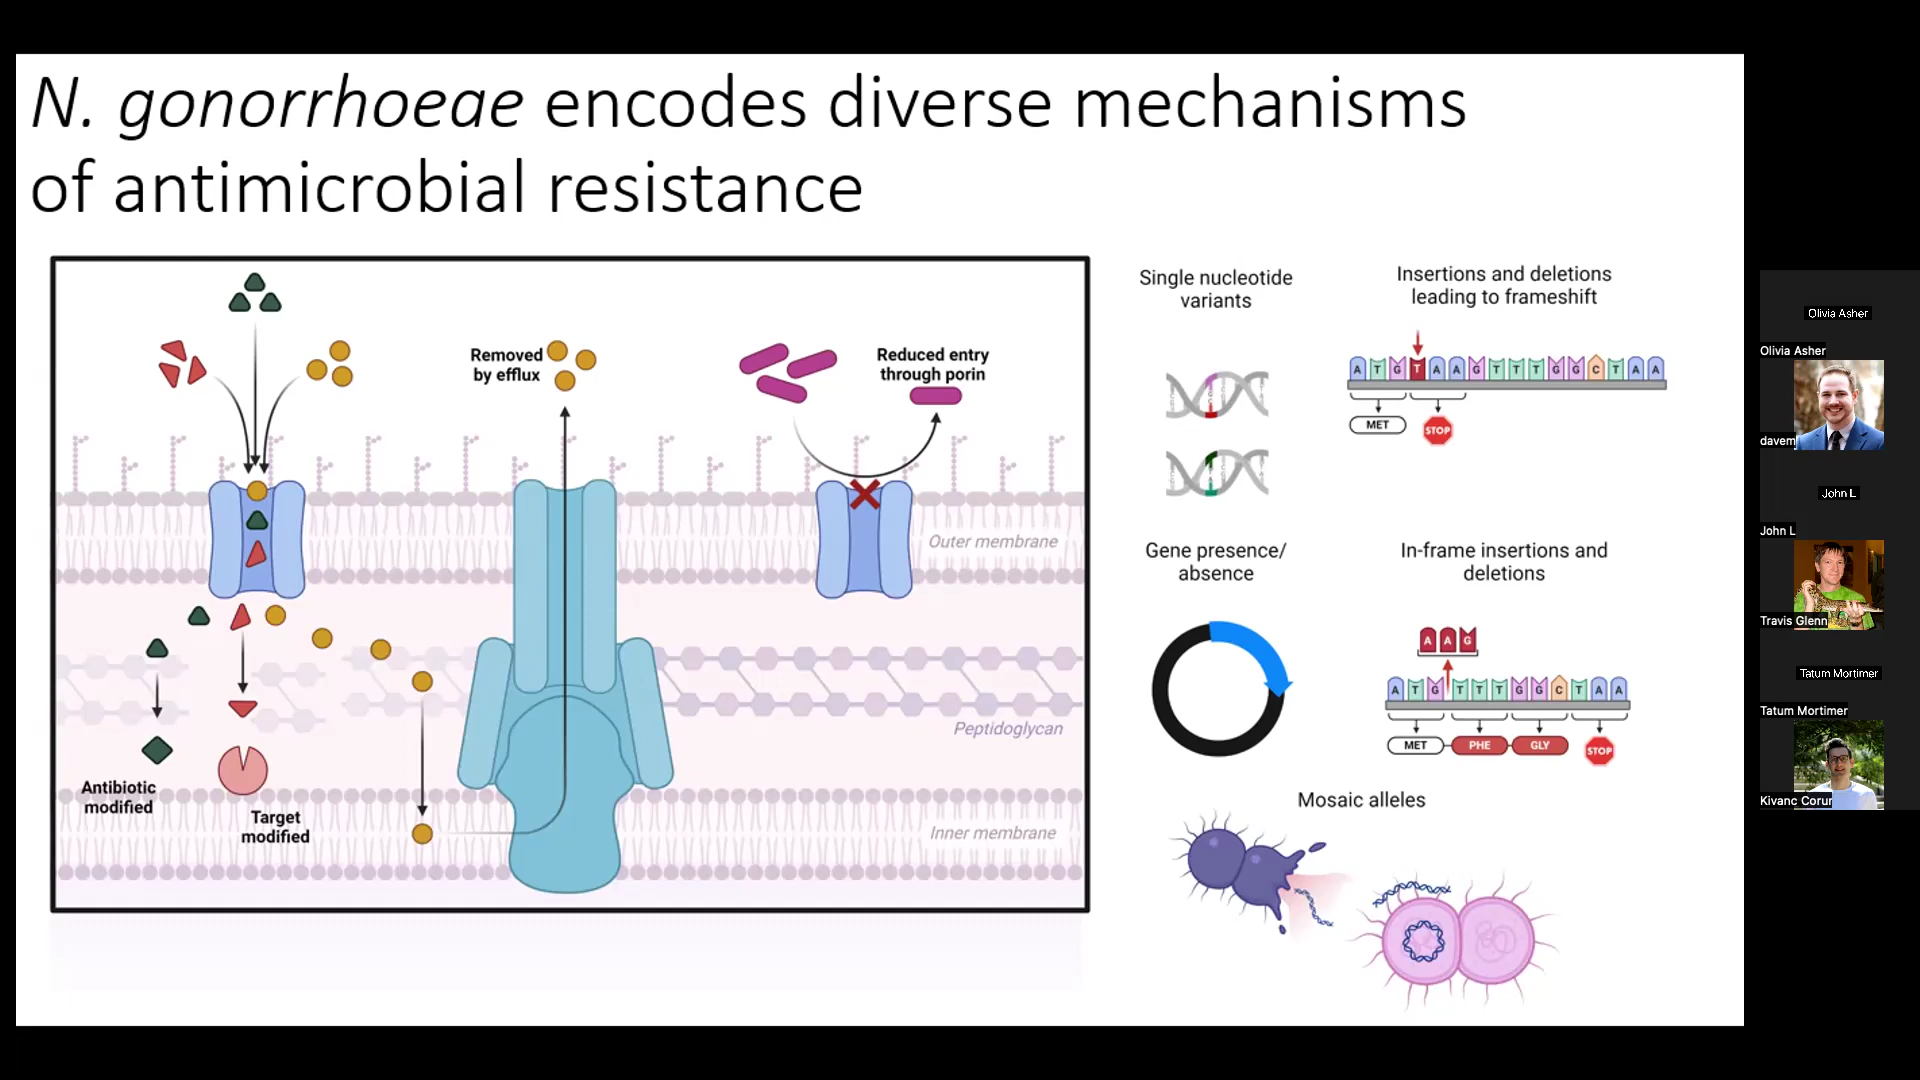 N. gonorrhoeae encodes diverse mechanisms
of antimicrobial resistance
Removed
by efflux
Reduced entry
through porin
Outer membrane
Peptidoglycan
Antibiotic
modified
Target
modified
Inner membrane
Single nucleotide
variants
Insertions and deletions
leading to frameshift
A T G T A A G T T T G G C T A A
MET
STOP
Gene presence/
absence
In-frame insertions and
deletions
A A G
A T G T T T G G C T A A
MET PHE GLY STOP
Mosaic alleles
Olivia Asher
Olivia Asher
davem
John L
John L
Travis Glenn
Tatum Mortimer
Tatum Mortimer
Kivanc Corur